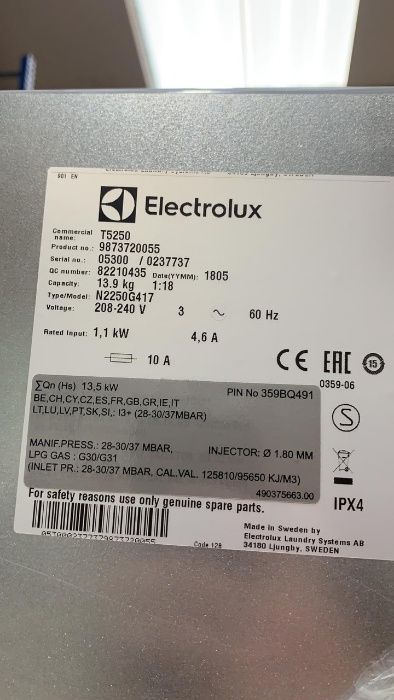 901 EN
Electrolux
Commercial name: T5250
Product no.: 9873720055
Serial no.: 05300 / 0237737
QC number: 82210435 Date(YYMM): 1805
Capacity: 13.9 kg 1:18
Type/Model: N2250G417
Voltage: 208-240 V 3 ~ 60 Hz
Rated Input: 1,1 kW 4,6 A
10 A
CE EAC 15
0359-06
∑Qn (Hs) 13,5 kW PIN No 359BQ491
BE,CH,CY,CZ,ES,FR,GB,GR,IE,IT
LT,LU,LV,PT,SK,SI,: I3+ (28-30/37MBAR)
S
MANIF.PRESS.: 28-30/37 MBAR, INJECTOR: Ø 1.80 MM
LPG GAS : G30/G31
(INLET PR.: 28-30/37 MBAR, CAL.VAL. 125810/95650 KJ/M3)
490375663.00
For safety reasons use only genuine spare parts.
IPX4
Code 128
Made in Sweden by
Electrolux Laundry Systems AB
34180 Ljungby, SWEDEN